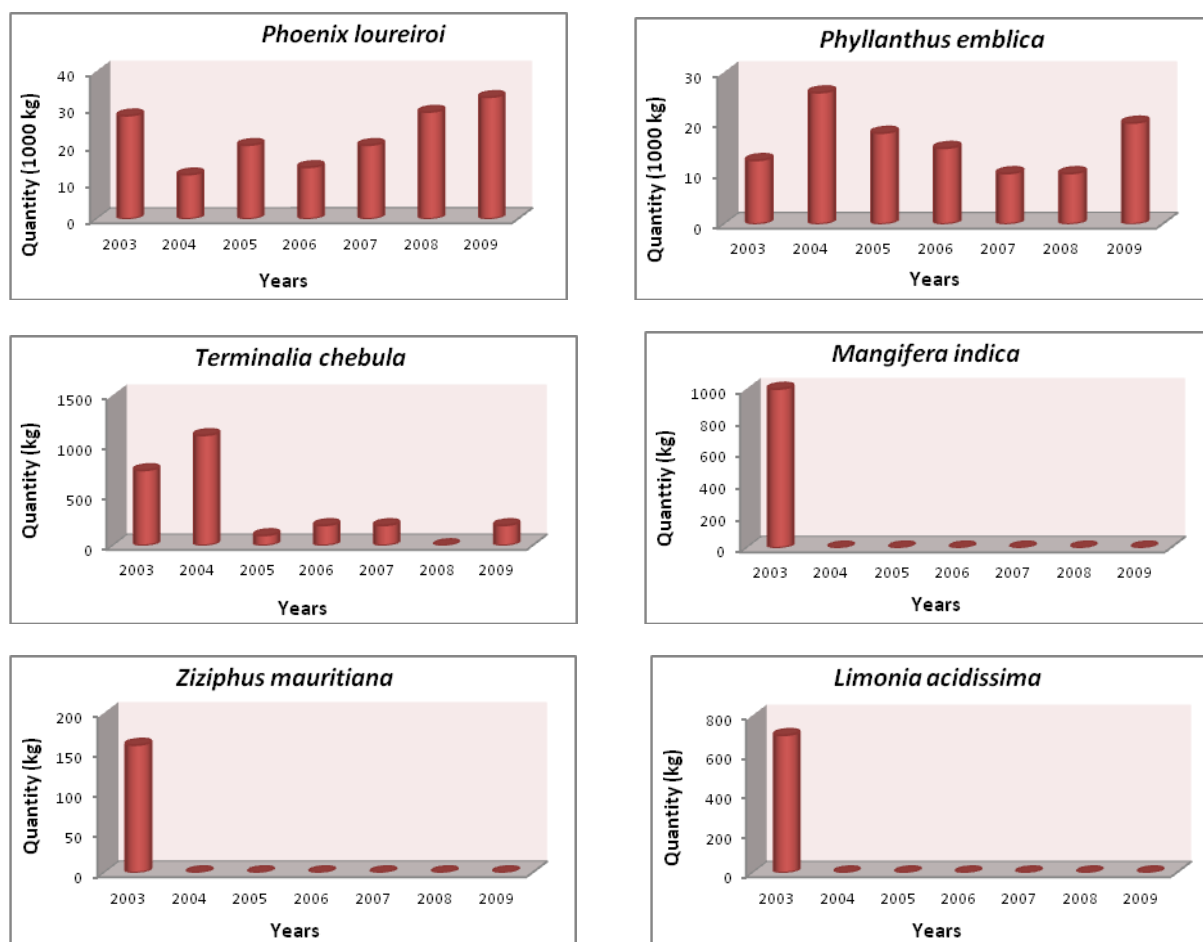 Phoenix loureiroi
Quantity (1000 kg)
40
30
20
10
0
2003 2004 2005 2006 2007 2008 2009
Years
Phyllanthus emblica
Quantity (1000 kg)
30
20
10
0
2003 2004 2005 2006 2007 2008 2009
Years
Terminalia chebula
Quantity (kg)
1500
1000
500
0
2003 2004 2005 2006 2007 2008 2009
Years
Mangifera indica
Quanttiy (kg)
1000
800
600
400
200
0
2003 2004 2005 2006 2007 2008 2009
Years
Ziziphus mauritiana
Quantity (kg)
200
150
100
50
0
2003 2004 2005 2006 2007 2008 2009
Years
Limonia acidissima
Quantity (kg)
800
600
400
200
0
2003 2004 2005 2006 2007 2008 2009
Years